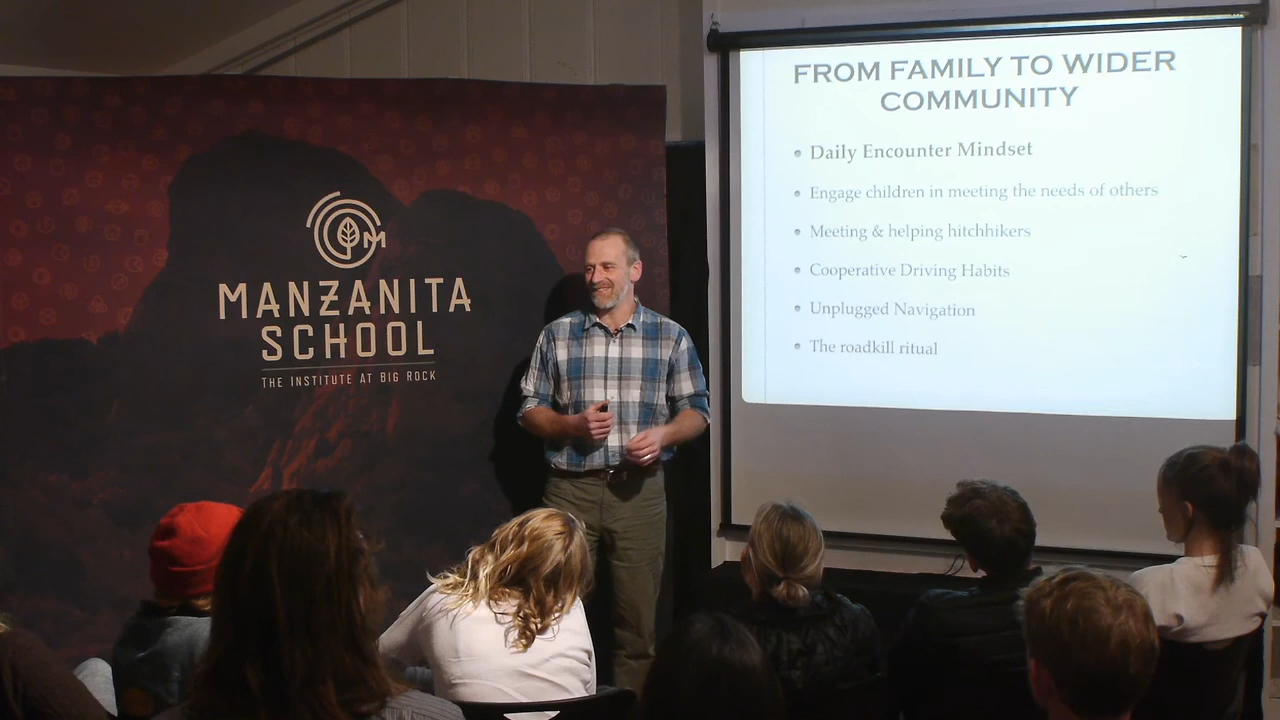 MANZANITA
SCHOOL
THE INSTITUTE AT BIG ROCK
FROM FAMILY TO WIDER
COMMUNITY
Daily Encounter Mindset
Engage children in meeting the needs of others
Meeting & helping hitchhikers
Cooperative Driving Habits
Unplugged Navigation
The roadkill ritual